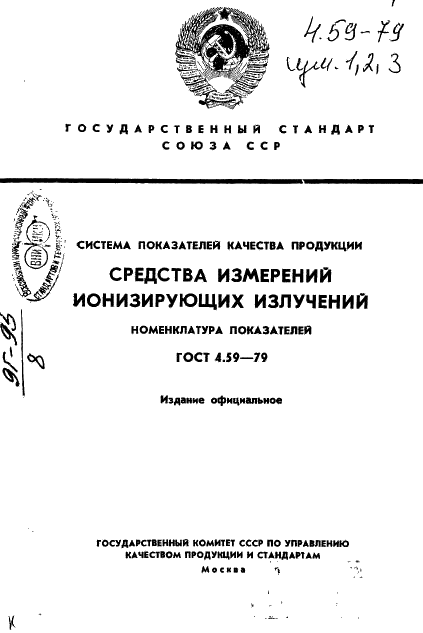 4.59-79
изм. 1, 2, 3
ГОСУДАРСТВЕННЫЙ СТАНДАРТ
СОЮЗА ССР
СИСТЕМА ПОКАЗАТЕЛЕЙ КАЧЕСТВА ПРОДУКЦИИ
СРЕДСТВА ИЗМЕРЕНИЙ
ИОНИЗИРУЮЩИХ ИЗЛУЧЕНИЙ
НОМЕНКЛАТУРА ПОКАЗАТЕЛЕЙ
ГОСТ 4.59—79
Издание официальное
8
ГОСУДАРСТВЕННЫЙ КОМИТЕТ СССР ПО УПРАВЛЕНИЮ
КАЧЕСТВОМ ПРОДУКЦИИ И СТАНДАРТАМ
Москва
К